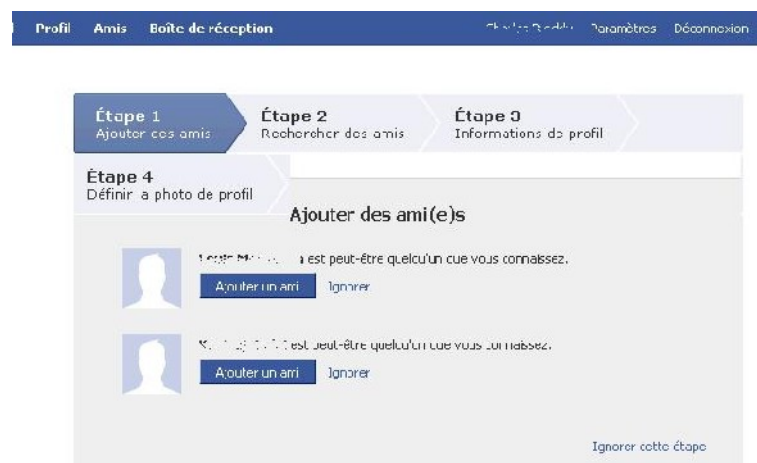 Profil Amis Boîte de réception Paramètres Déconnexion
Étape 1 Étape 2 Étape 3
Ajouter des amis Rechercher des amis Informations de profil
Étape 4
Définir la photo de profil
Ajouter des ami(e)s
est peut-être quelqu'un que vous connaissez.
Ajouter un ami Ignorer
est peut-être quelqu'un que vous connaissez.
Ajouter un ami Ignorer
Ignorer cette étape